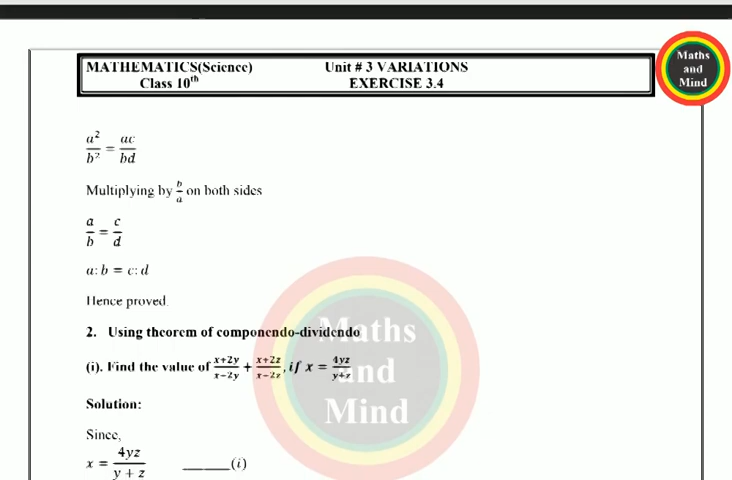 MATHEMATICS(Science) Unit # 3 VARIATIONS
Class 10th EXERCISE 3.4
Maths
and
Mind
a²/b² = ac/bd
Multiplying by b/a on both sides
a/b = c/d
a: b = c: d
Hence proved.
2. Using theorem of componendo-dividendo
(i). Find the value of (x+2y)/(x−2y) + (x+2z)/(x−2z), if x = 4yz/(y+z)
Solution:
Since,
x = 4yz/(y + z) ______(i)
Maths
and
Mind